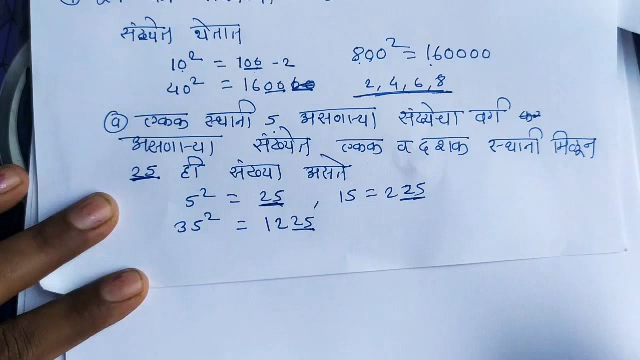 संख्येत येतात
10² = 100 - 2 800² = 160000
40² = 1600 2, 4, 6, 8
एकक स्थानी 5 असणाऱ्या संख्येचा वर्ग
असणाऱ्या संख्येत एकक व दशक स्थानी मिळून
25 ही संख्या असते
5² = 25 , 15 = 225
35² = 1225